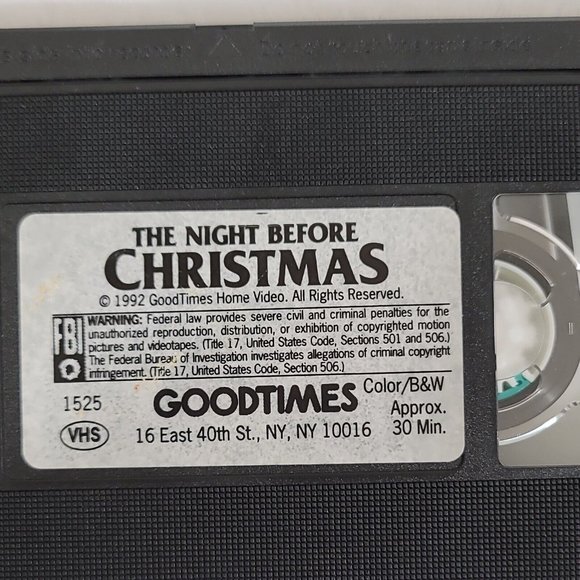 THE NIGHT BEFORE
CHRISTMAS
© 1992 GoodTimes Home Video. All Rights Reserved.
FBI WARNING: Federal law provides severe civil and criminal penalties for the
unauthorized reproduction, distribution, or exhibition of copyrighted motion
pictures and videotapes. (Title 17, United States Code, Sections 501 and 506.)
The Federal Bureau of Investigation investigates allegations of criminal copyright
infringement. (Title 17, United States Code, Section 506.)
1525 GOODTIMES Color/B&W
VHS 16 East 40th St., NY, NY 10016 Approx.
30 Min.